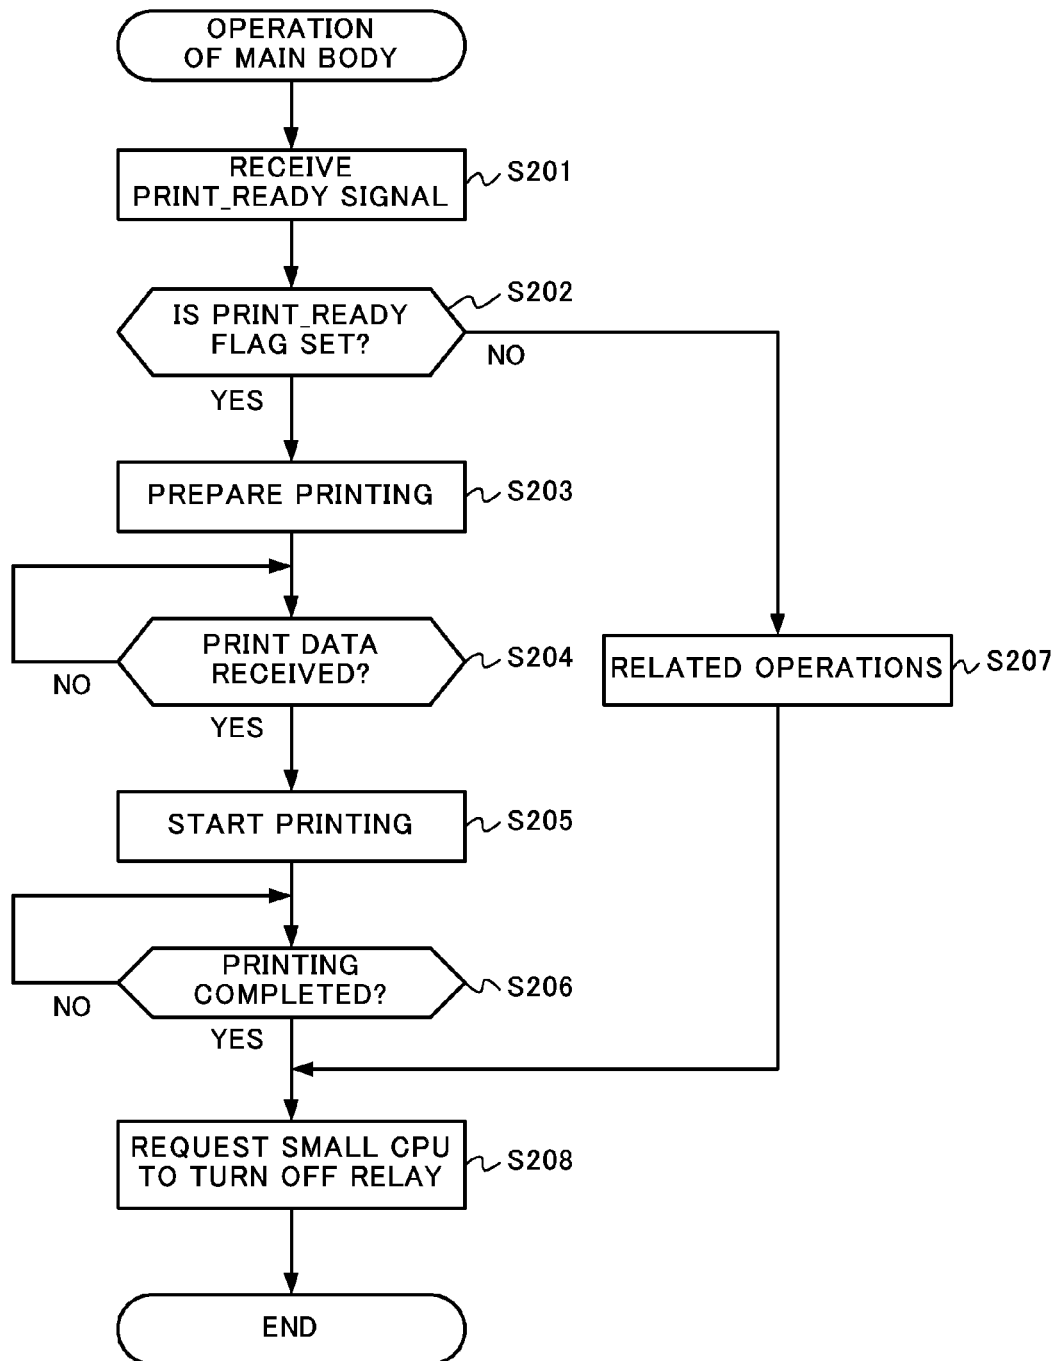 OPERATION
OF MAIN BODY
RECEIVE
PRINT_READY SIGNAL
S201
IS PRINT_READY
FLAG SET?
S202
NO
YES
PREPARE PRINTING
S203
PRINT DATA
RECEIVED?
S204
NO
YES
RELATED OPERATIONS
S207
START PRINTING
S205
PRINTING
COMPLETED?
S206
NO
YES
REQUEST SMALL CPU
TO TURN OFF RELAY
S208
END